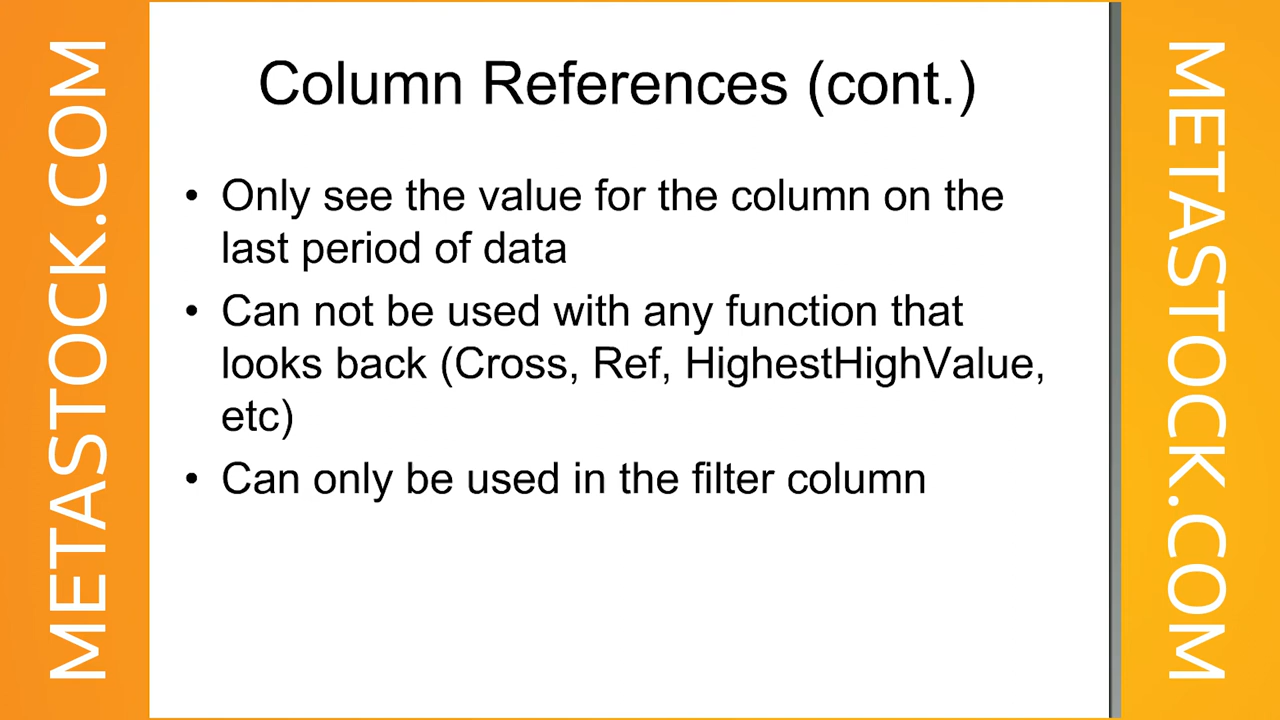 METASTOCK.COM
Column References (cont.)
• Only see the value for the column on the
last period of data
• Can not be used with any function that
looks back (Cross, Ref, HighestHighValue,
etc)
• Can only be used in the filter column
METASTOCK.COM